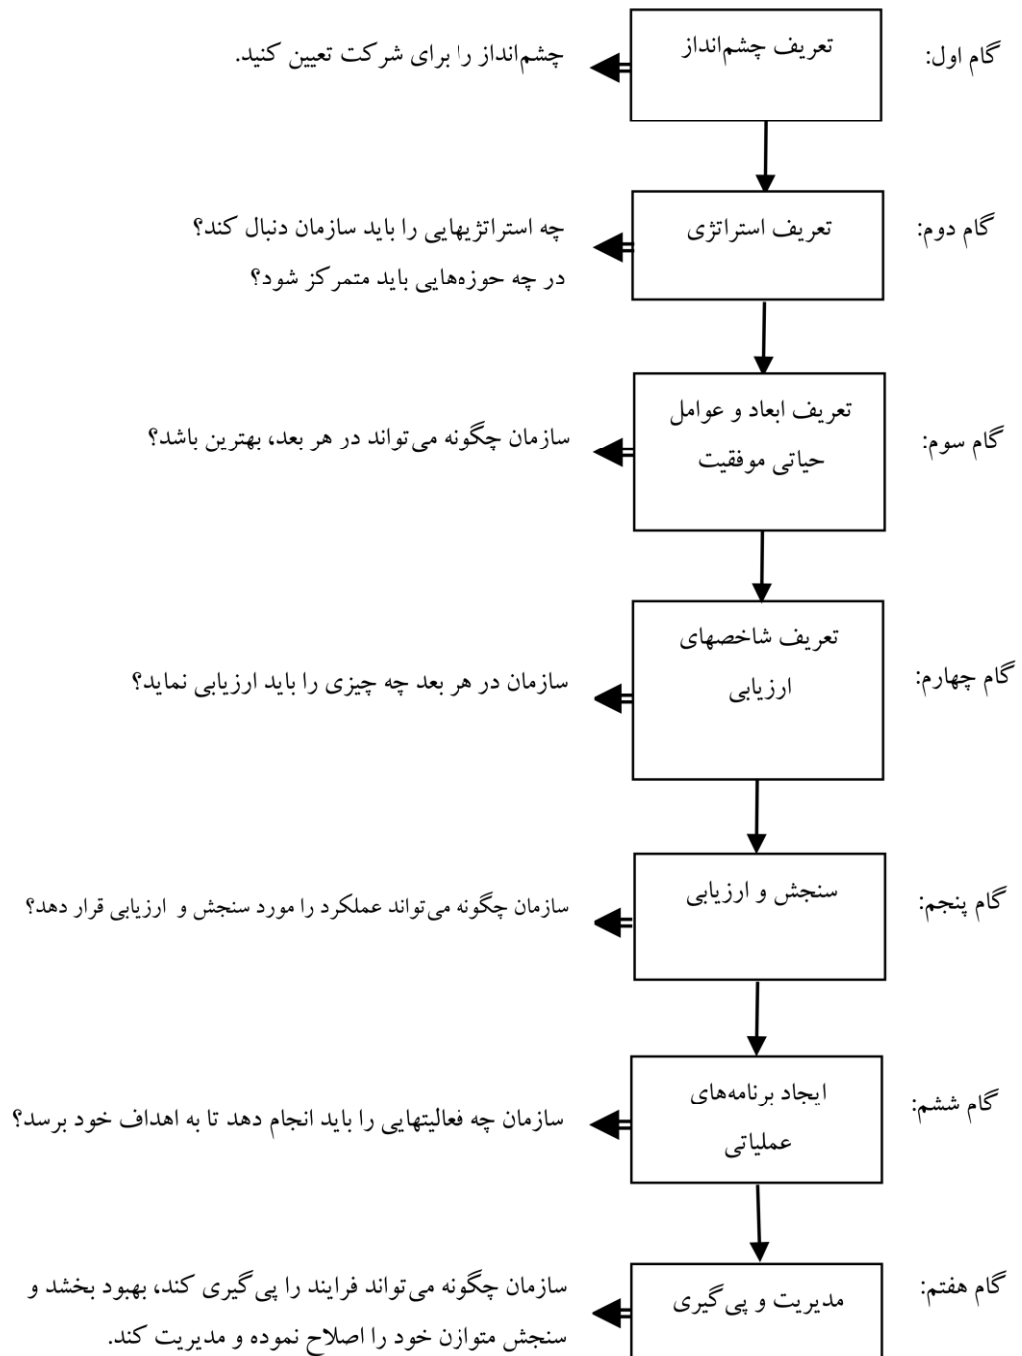 گام اول:
تعریف چشم‌انداز
چشم‌انداز را برای شرکت تعیین کنید.
گام دوم:
تعریف استراتژی
چه استراتژیهایی را باید سازمان دنبال کند؟
در چه حوزه‌هایی باید متمرکز شود؟
گام سوم:
تعریف ابعاد و عوامل
حیاتی موفقیت
سازمان چگونه می‌تواند در هر بعد، بهترین باشد؟
گام چهارم:
تعریف شاخصهای
ارزیابی
سازمان در هر بعد چه چیزی را باید ارزیابی نماید؟
گام پنجم:
سنجش و ارزیابی
سازمان چگونه می‌تواند عملکرد را مورد سنجش و ارزیابی قرار دهد؟
گام ششم:
ایجاد برنامه‌های
عملیاتی
سازمان چه فعالیتهایی را باید انجام دهد تا به اهداف خود برسد؟
گام هفتم:
مدیریت و پی‌گیری
سازمان چگونه می‌تواند فرایند را پی‌گیری کند، بهبود بخشد و
سنجش متوازن خود را اصلاح نموده و مدیریت کند.